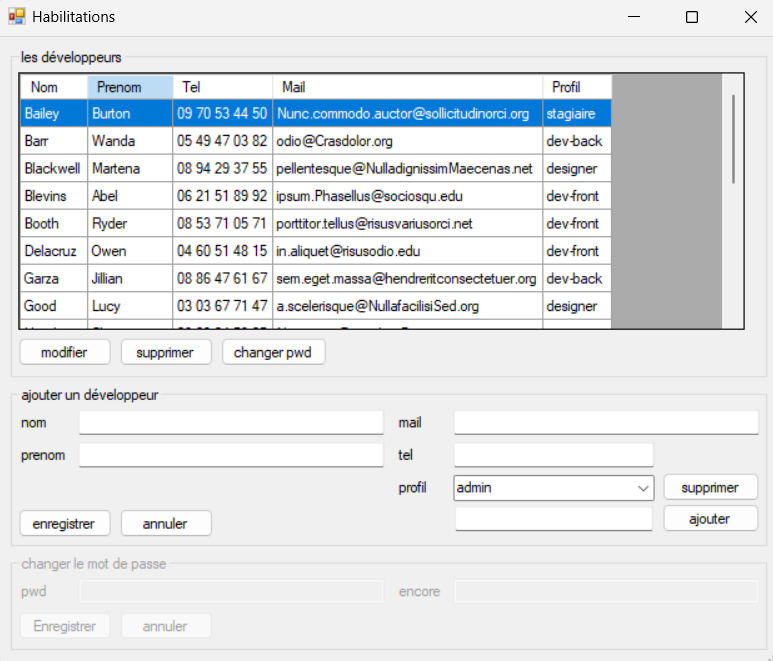 Habilitations
les développeurs
Nom Prenom Tel Mail Profil
Bailey Burton 09 70 53 44 50 Nunc.commodo.auctor@sollicitudinorci.org stagiaire
Barr Wanda 05 49 47 03 82 odio@Crasdolor.org dev-back
Blackwell Martena 08 94 29 37 55 pellentesque@NulladignissimMaecenas.net designer
Blevins Abel 06 21 51 89 92 ipsum.Phasellus@sociosqu.edu dev-front
Booth Ryder 08 53 71 05 71 porttitor.tellus@risusvariusorci.net dev-front
Delacruz Owen 04 60 51 48 15 in.aliquet@risusodio.edu dev-front
Garza Jillian 08 86 47 61 67 sem.eget.massa@hendreritconsectetuer.org dev-back
Good Lucy 03 03 67 71 47 a.scelerisque@NullafacilisiSed.org designer
modifier supprimer changer pwd
ajouter un développeur
nom mail
prenom tel
profil admin supprimer
enregistrer annuler ajouter
changer le mot de passe
pwd encore
Enregistrer annuler